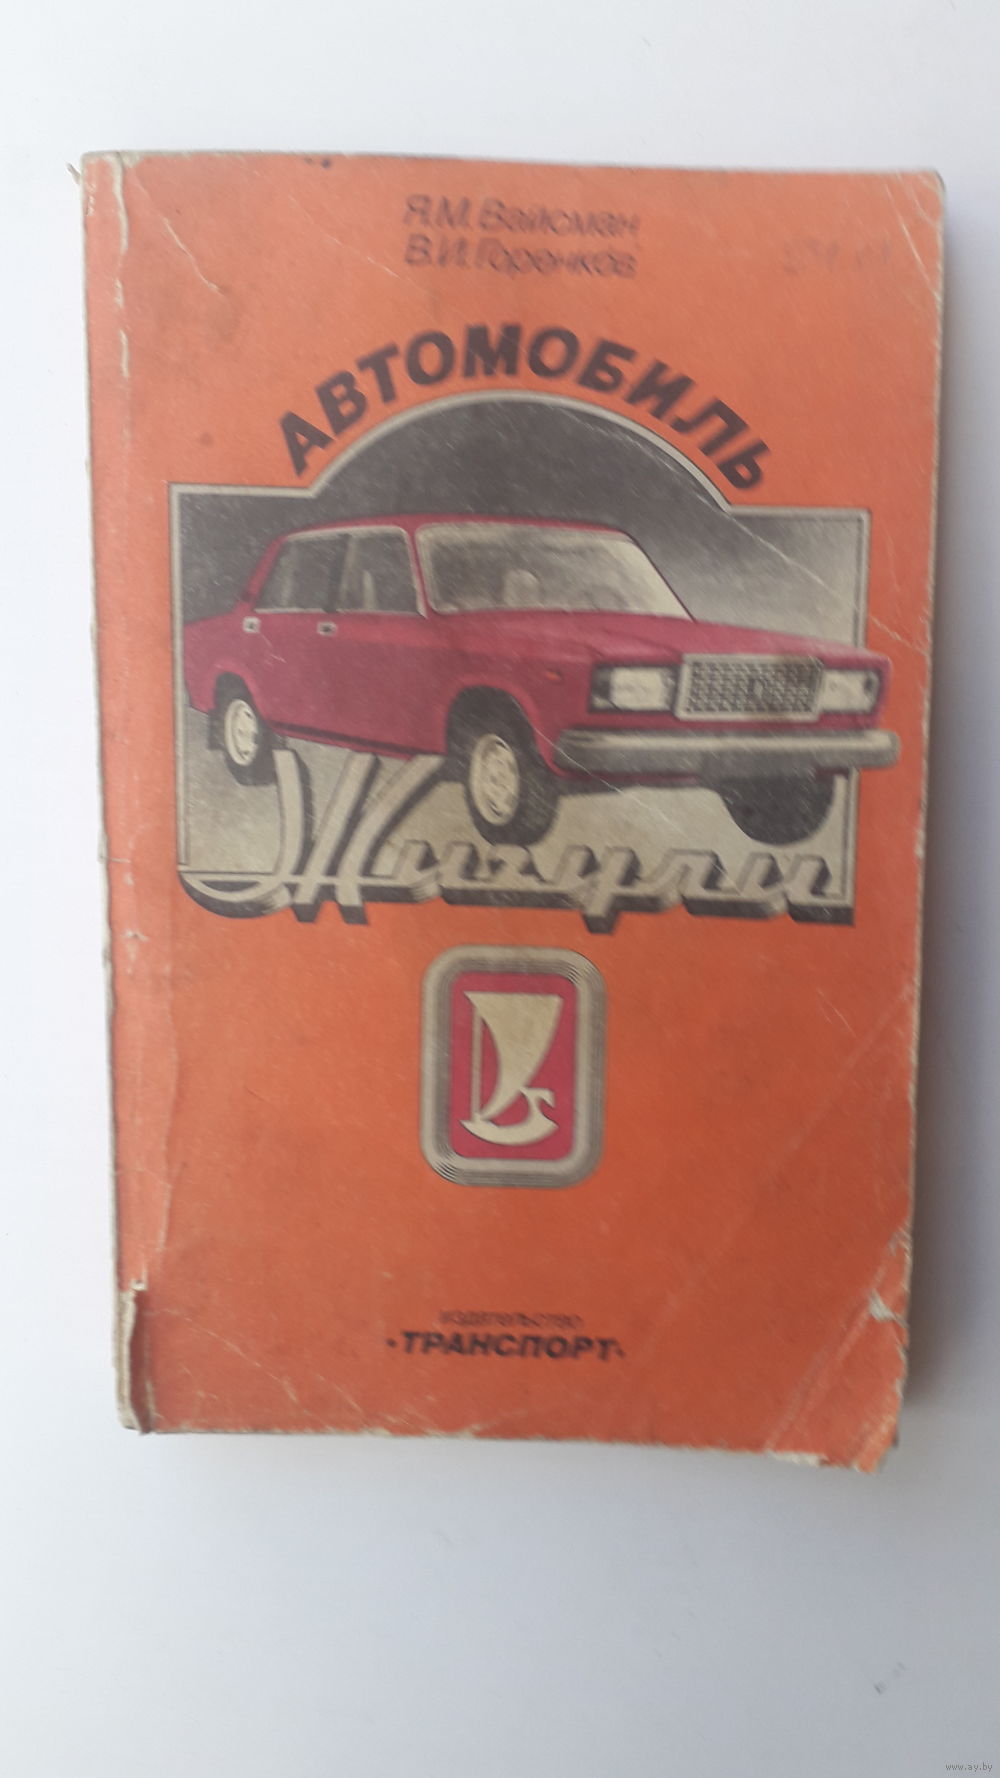 Я.М. Вайсман,
В.И. Горенков
АВТОМОБИЛЬ
Жигули
ИЗДАТЕЛЬСТВО
«ТРАНСПОРТ»
www.ay.by